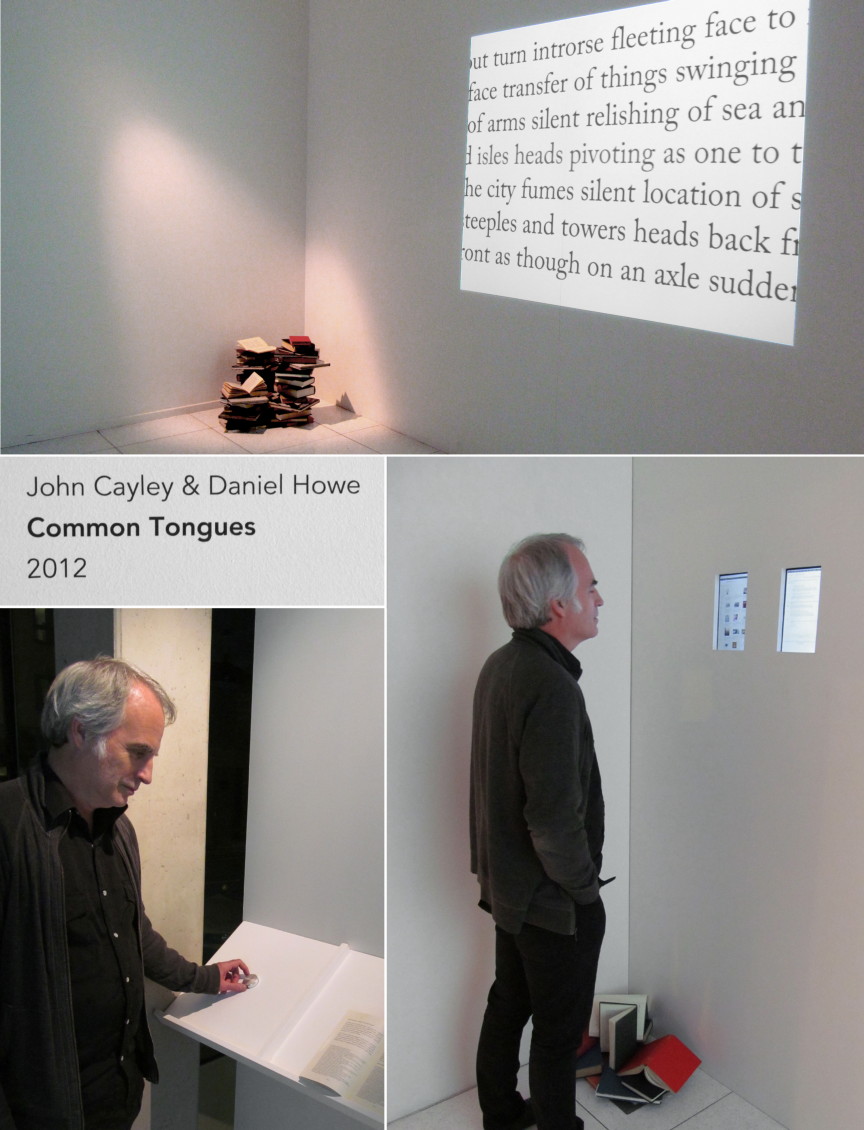 out turn introrse fleeting face to
face transfer of things swinging
of arms silent relishing of sea an
d isles heads pivoting as one to t
he city fumes silent location of s
teeples and towers heads back fr
ront as though on an axle sudden
John Cayley & Daniel Howe
Common Tongues
2012